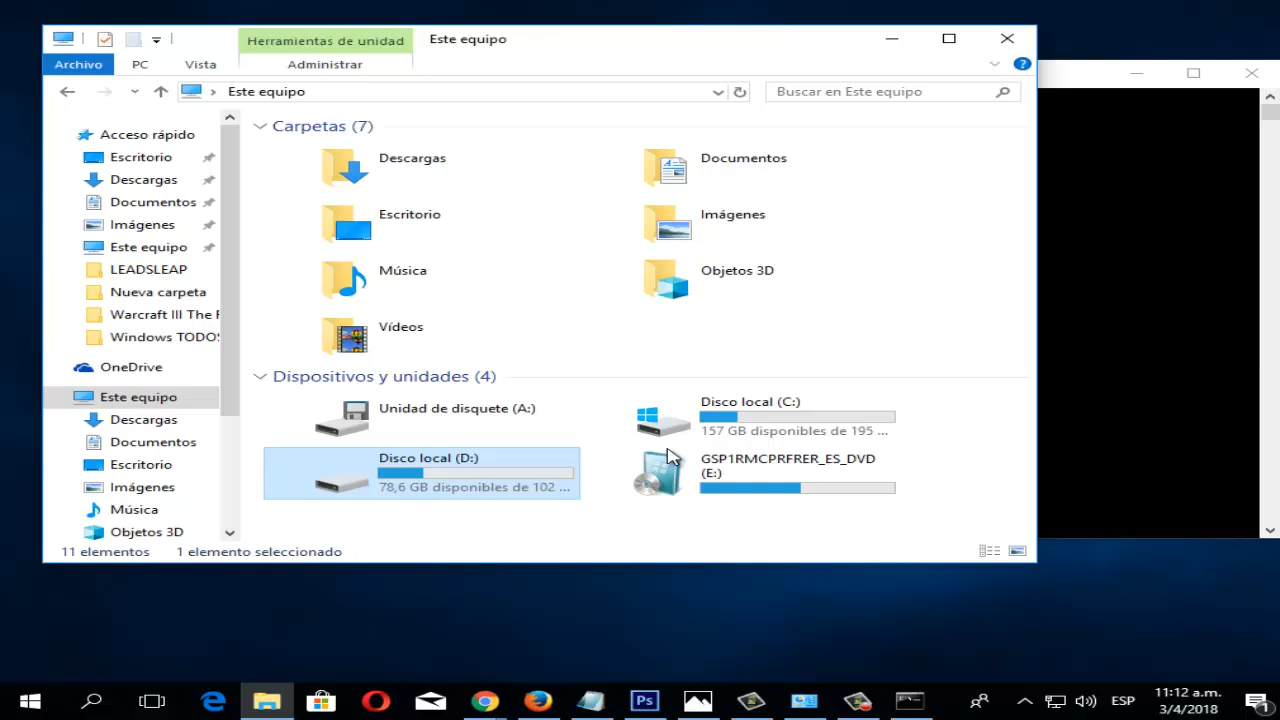 Herramientas de unidad
Este equipo
Archivo
PC
Vista
Administrar
Este equipo
Buscar en Este equipo
Acceso rápido
Escritorio
Descargas
Documentos
Imágenes
Este equipo
LEADSLEAP
Nueva carpeta
Warcraft III The F
Windows TODOS
OneDrive
Este equipo
Descargas
Documentos
Escritorio
Imágenes
Música
Objetos 3D
Carpetas (7)
Descargas
Documentos
Escritorio
Imágenes
Música
Objetos 3D
Vídeos
Dispositivos y unidades (4)
Unidad de disquete (A:)
Disco local (C:)
157 GB disponibles de 195 ...
Disco local (D:)
78,6 GB disponibles de 102 ...
GSP1RMCPRFRER_ES_DVD
(E:)
11 elementos
1 elemento seleccionado
Ps
ESP
11:12 a.m.
3/4/2018
1